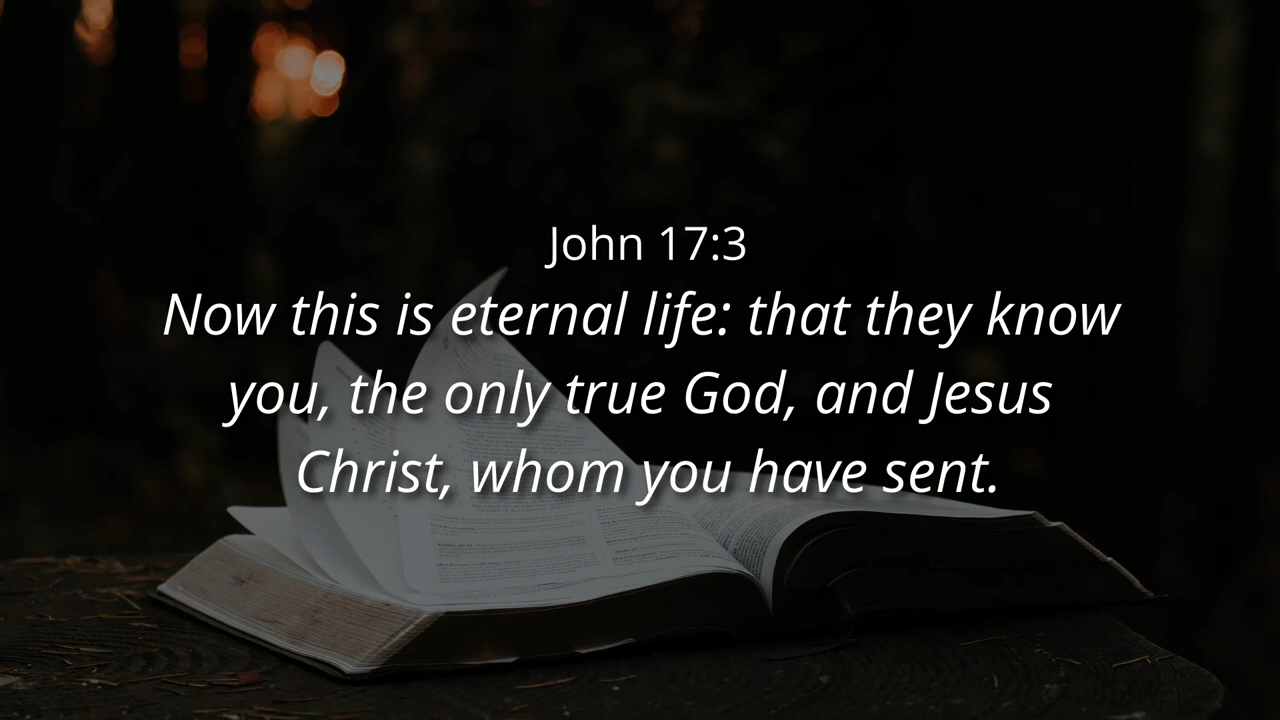 John 17:3
Now this is eternal life: that they know
you, the only true God, and Jesus
Christ, whom you have sent.